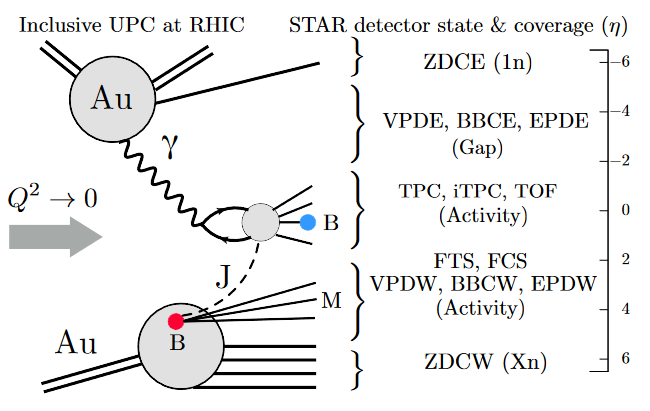 Inclusive UPC at RHIC
STAR detector state & coverage (η)
Au
γ
Q² → 0
B
J
M
Au
B
ZDCE (1n)
VPDE, BBCE, EPDE
(Gap)
TPC, iTPC, TOF
(Activity)
FTS, FCS
VPDW, BBCW, EPDW
(Activity)
ZDCW (Xn)
−6
−4
−2
0
2
4
6